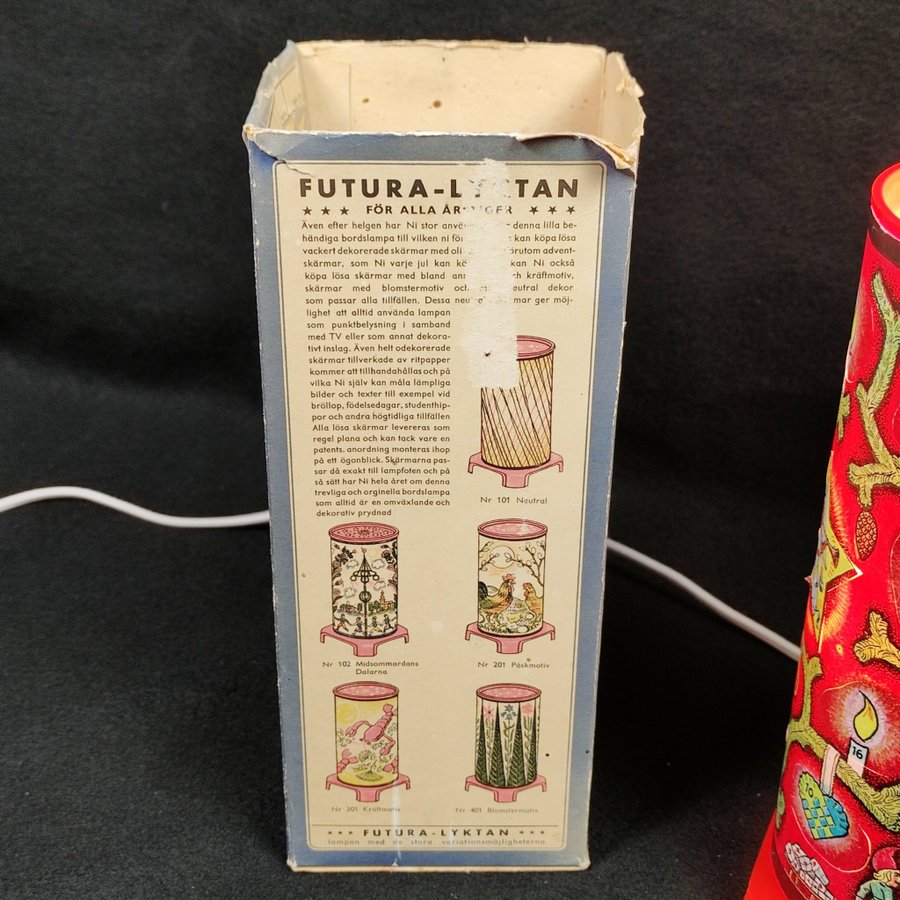 FUTURA-LYKTAN
★ ★ ★ FÖR ALLA ★ ★ ★
Även efter helgen har Ni stor denna lilla be-
händiga bordslampa till vilken ni kan köpa lösa
vackert dekorerade skärmar med advent-
skärmar, som Ni varje jul kan kan Ni också
köpa lösa skärmar med bland och kräftmotiv,
skärmar med blomstermotiv och neutral dekor
som passar alla tillfällen. Dessa ger möj-
lighet att alltid använda lampan
som punktbelysning i samband
med TV eller som annat dekora-
tivt inslag. Även helt odekorerade
skärmar tillverkade av ritpapper
kommer att tillhandahållas och på
vilka Ni själv kan måla lämpliga
bilder och texter till exempel vid
bröllop, födelsedagar, studenthip-
por och andra högtidliga tillfällen
Alla lösa skärmar levereras som
regel plana och kan tack vare en
patents. anordning monteras ihop
på ett ögonblick. Skärmarna pas-
sar då exakt till lampfoten och på
så sätt har Ni hela året om denna
trevliga och orginella bordslampa
som alltid är en omväxlande och
dekorativ prydnad
Nr 101 Neutral
Nr 102 Midsommardans
Dalarna
Nr 201 Påskmotiv
Nr 301 Kräftmotiv
Nr 401 Blomstermotiv
★ ★ ★ FUTURA-LYKTAN ★ ★ ★
lampan med de stora variationsmöjligheterna
16